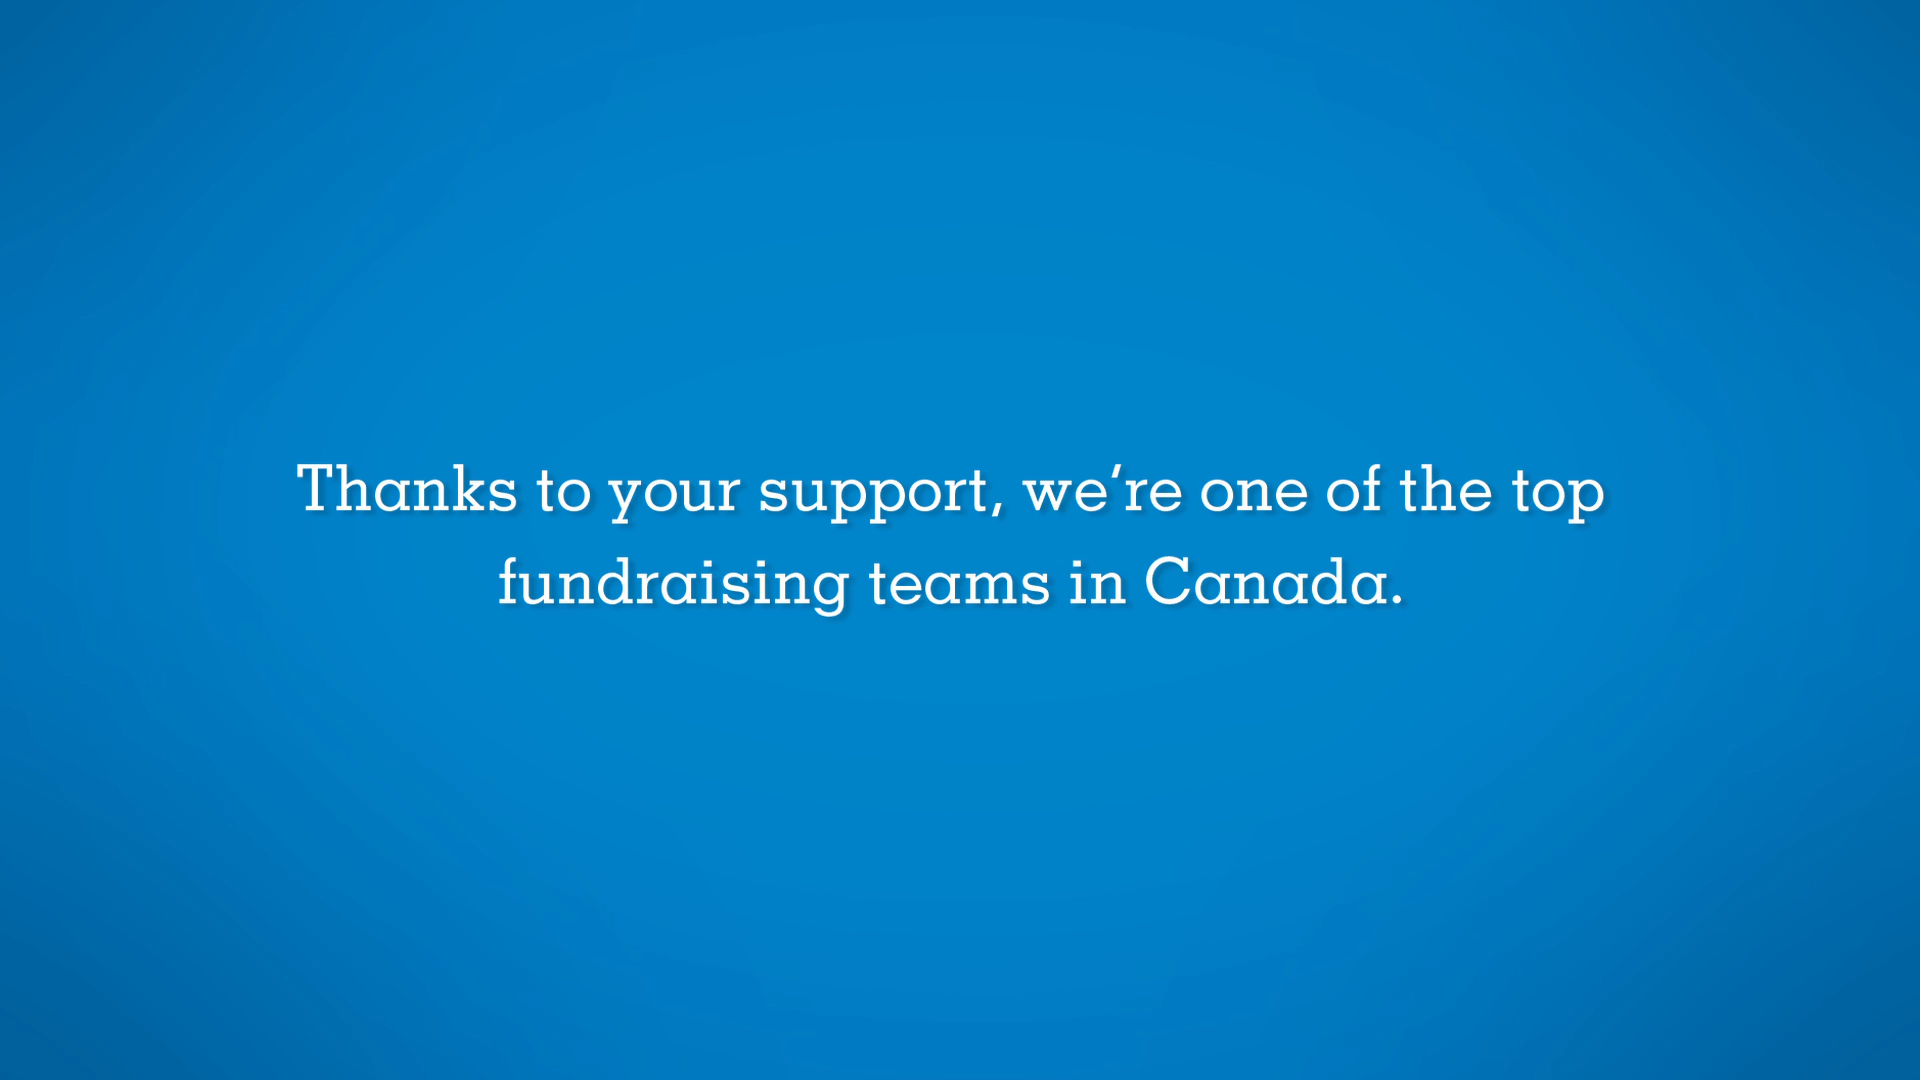 Thanks to your support, we‘re one of the top
fundraising teams in Canada.